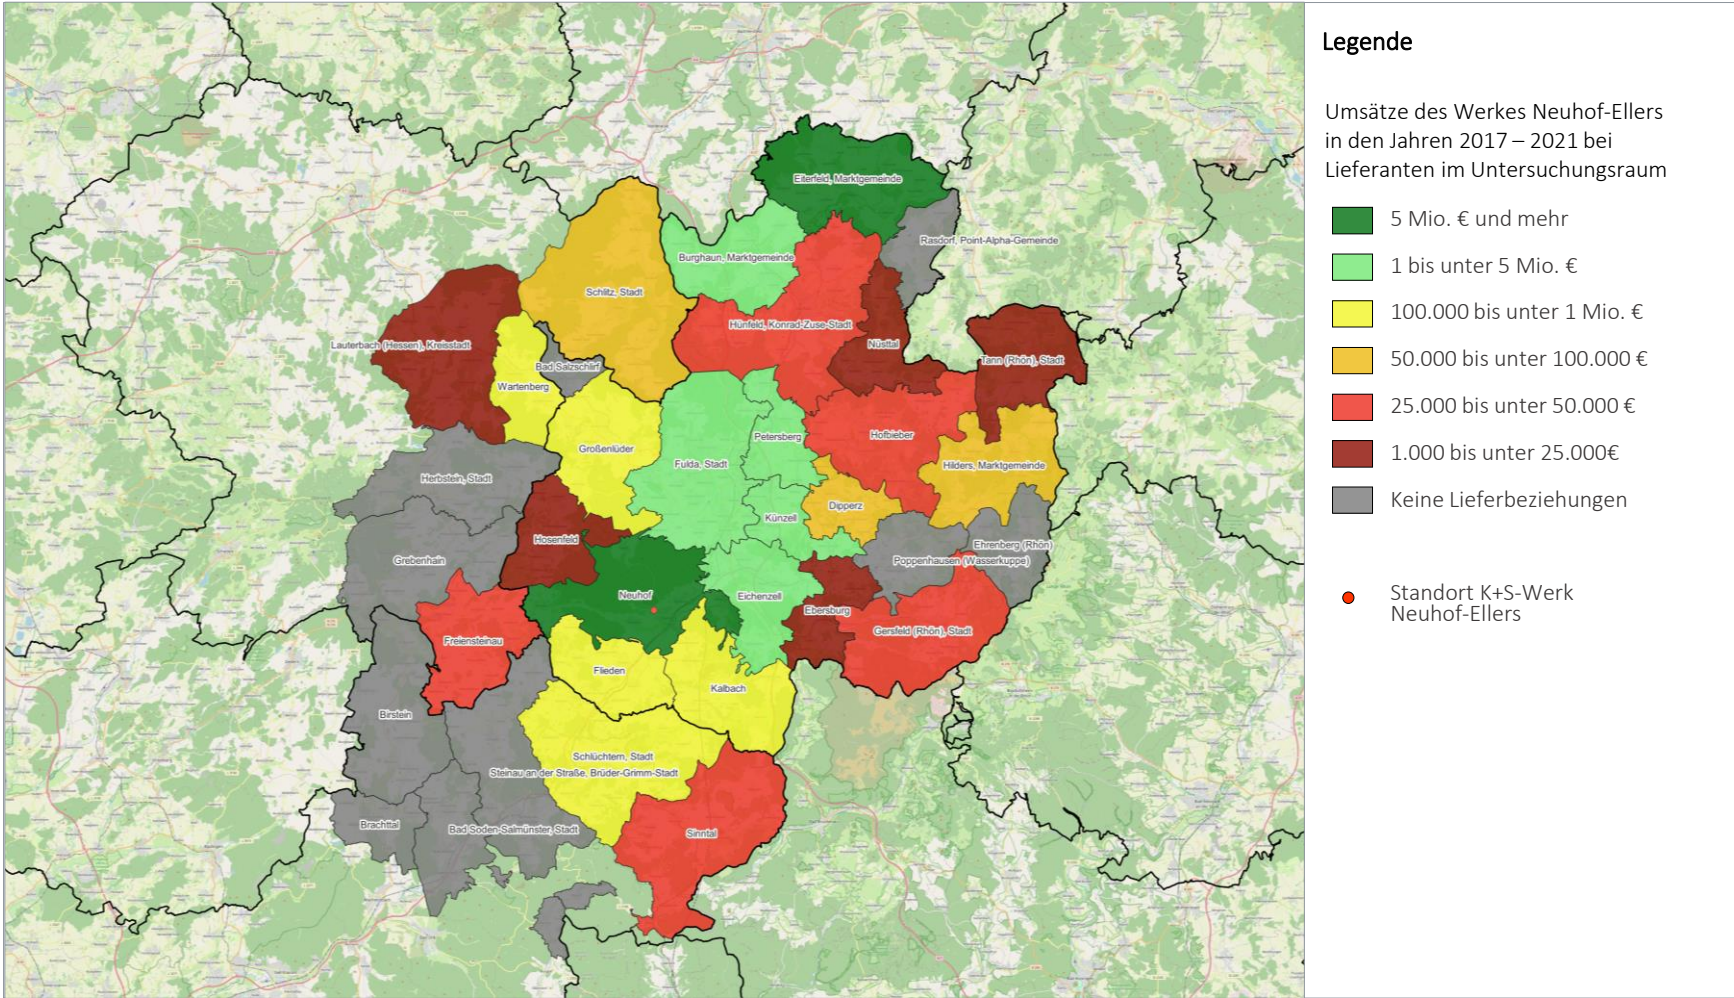 Legende
Umsätze des Werkes Neuhof-Ellers
in den Jahren 2017 – 2021 bei
Lieferanten im Untersuchungsraum
5 Mio. € und mehr
1 bis unter 5 Mio. €
100.000 bis unter 1 Mio. €
50.000 bis unter 100.000 €
25.000 bis unter 50.000 €
1.000 bis unter 25.000€
Keine Lieferbeziehungen
Standort K+S-Werk
Neuhof-Ellers
Eiterfeld, Marktgemeinde
Rasdorf, Point-Alpha-Gemeinde
Burghaun, Marktgemeinde
Schlitz, Stadt
Hünfeld, Konrad-Zuse-Stadt
Nüsttal
Lauterbach (Hessen), Kreisstadt
Tann (Rhön), Stadt
Bad Salzschlirf
Wartenberg
Hofbieber
Petersberg
Großenlüder
Fulda, Stadt
Hilders, Marktgemeinde
Herbstein, Stadt
Dipperz
Künzell
Hosenfeld
Ehrenberg (Rhön)
Grebenhain
Poppenhausen (Wasserkuppe)
Neuhof
Eichenzell
Ebersburg
Gersfeld (Rhön), Stadt
Freiensteinau
Flieden
Kalbach
Birstein
Schlüchtern, Stadt
Steinau an der Straße, Brüder-Grimm-Stadt
Brachttal
Bad Soden-Salmünster, Stadt
Sinntal